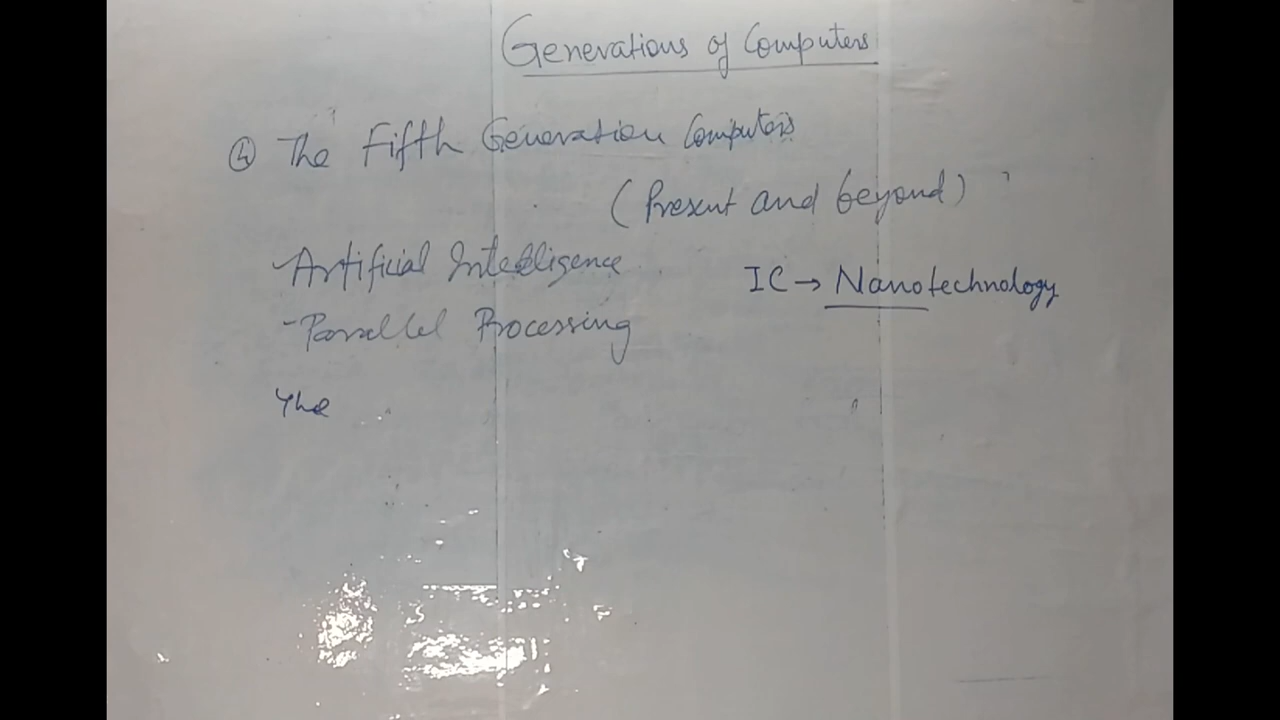 Generations of Computers
④ The Fifth Generation Computers
(Present and beyond)
- Artificial Intelligence
IC → Nanotechnology
- Parallel Processing
The